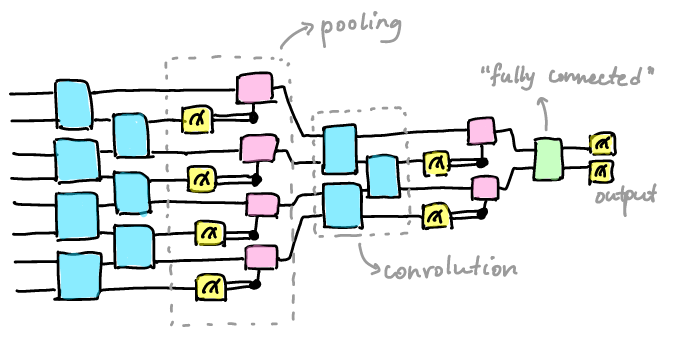 pooling
"fully connected"
output
convolution